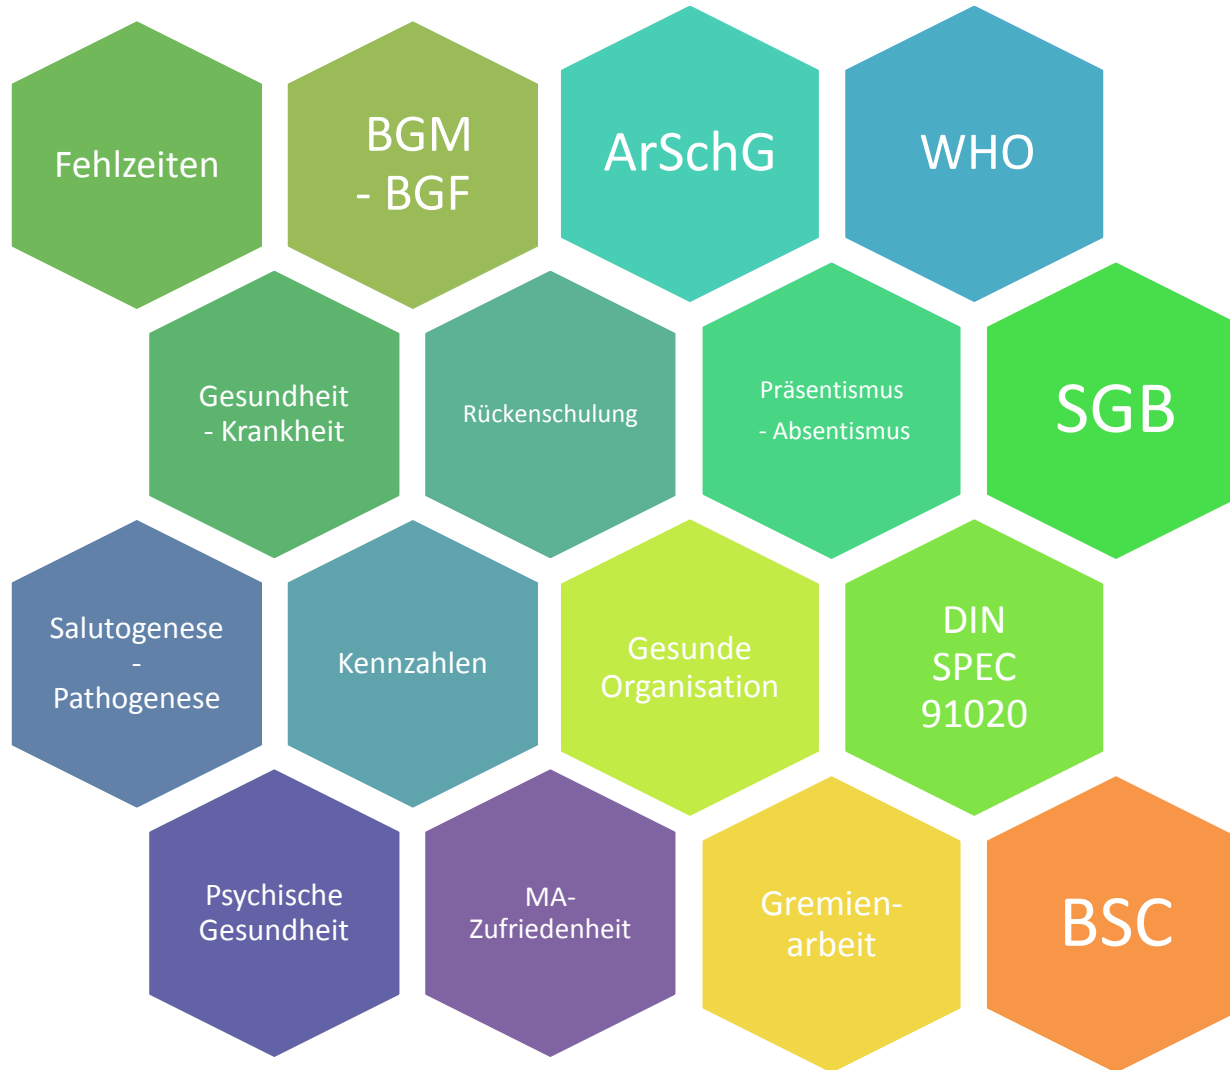 Fehlzeiten
BGM
- BGF
ArSchG
WHO
Gesundheit
- Krankheit
Rückenschulung
Präsentismus
- Absentismus
SGB
Salutogenese
-
Pathogenese
Kennzahlen
Gesunde
Organisation
DIN
SPEC
91020
Psychische
Gesundheit
MA-
Zufriedenheit
Gremien-
arbeit
BSC